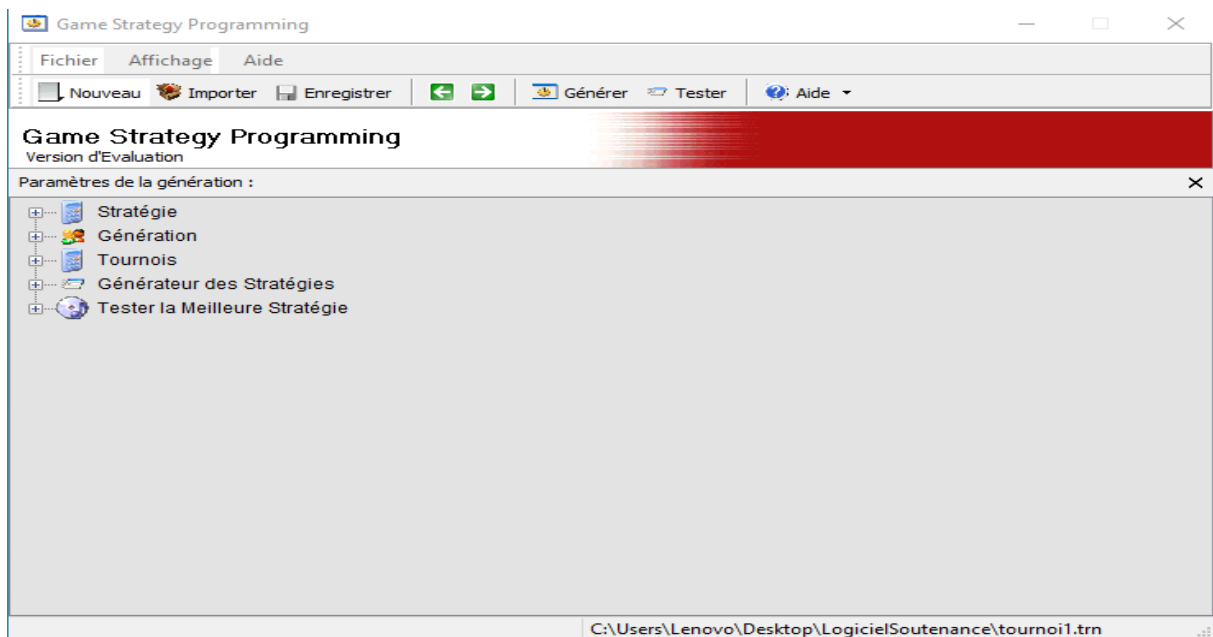 Game Strategy Programming
Fichier Affichage Aide
Nouveau Importer Enregistrer Générer Tester Aide
Game Strategy Programming
Version d'Evaluation
Paramètres de la génération :
Stratégie
Génération
Tournois
Générateur des Stratégies
Tester la Meilleure Stratégie
C:\Users\Lenovo\Desktop\LogicielSoutenance\tournoi1.trn